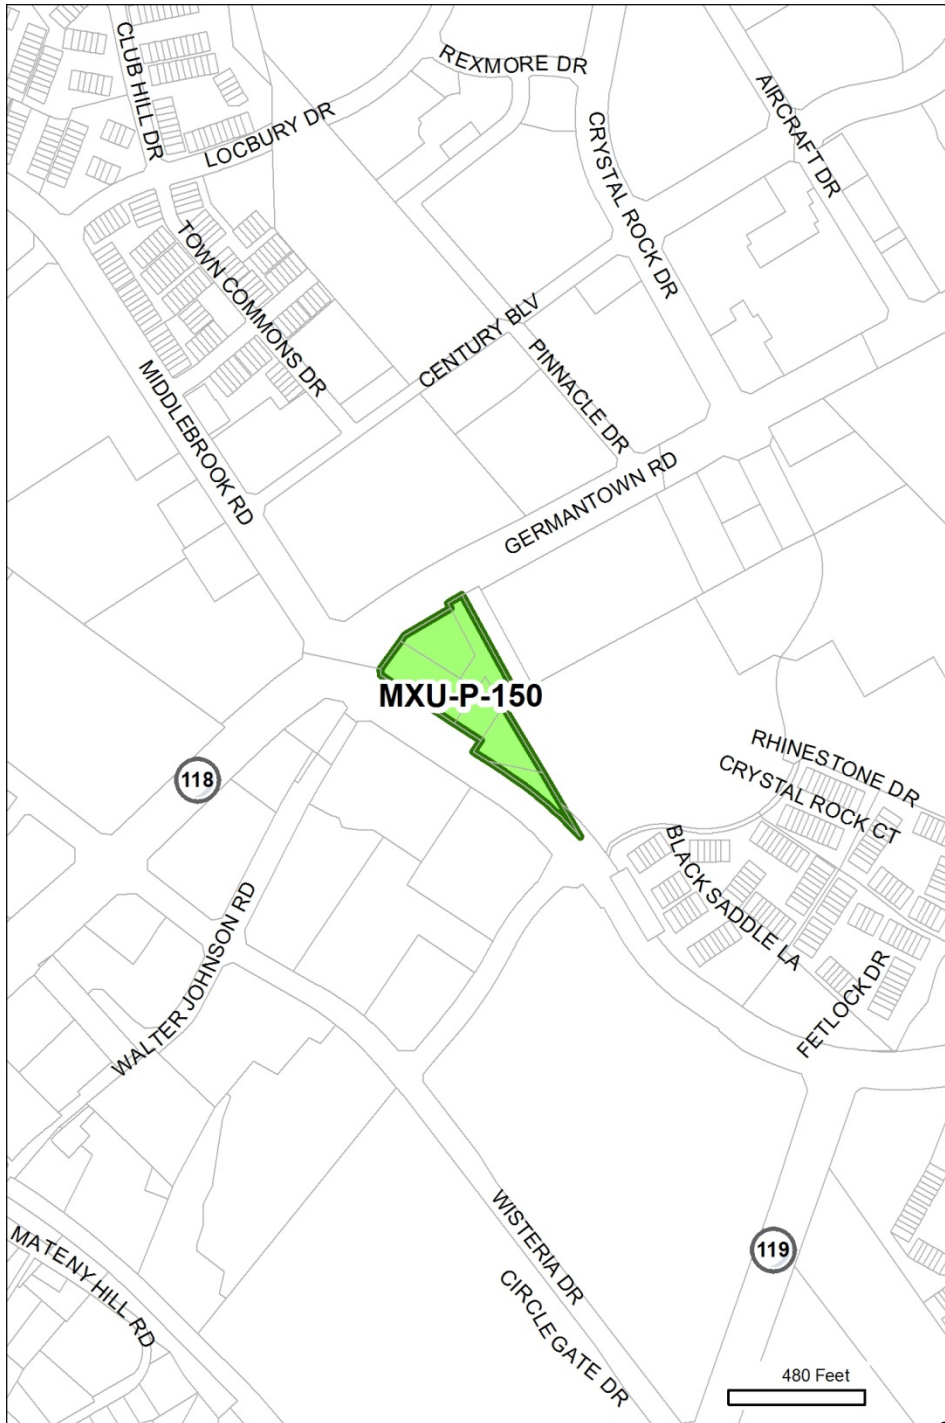 REXMORE DR
CLUB HILL DR
LOCBURY DR
AIRCRAFT DR
CRYSTAL ROCK DR
TOWN COMMONS DR
CENTURY BLV
PINNACLE DR
MIDDLEBROOK RD
GERMANTOWN RD
MXU-P-150
118
RHINESTONE DR
CRYSTAL ROCK CT
BLACK SADDLE LA
WALTER JOHNSON RD
FETLOCK DR
WISTERIA DR
119
MATENY HILL RD
CIRCLE GATE DR
480 Feet